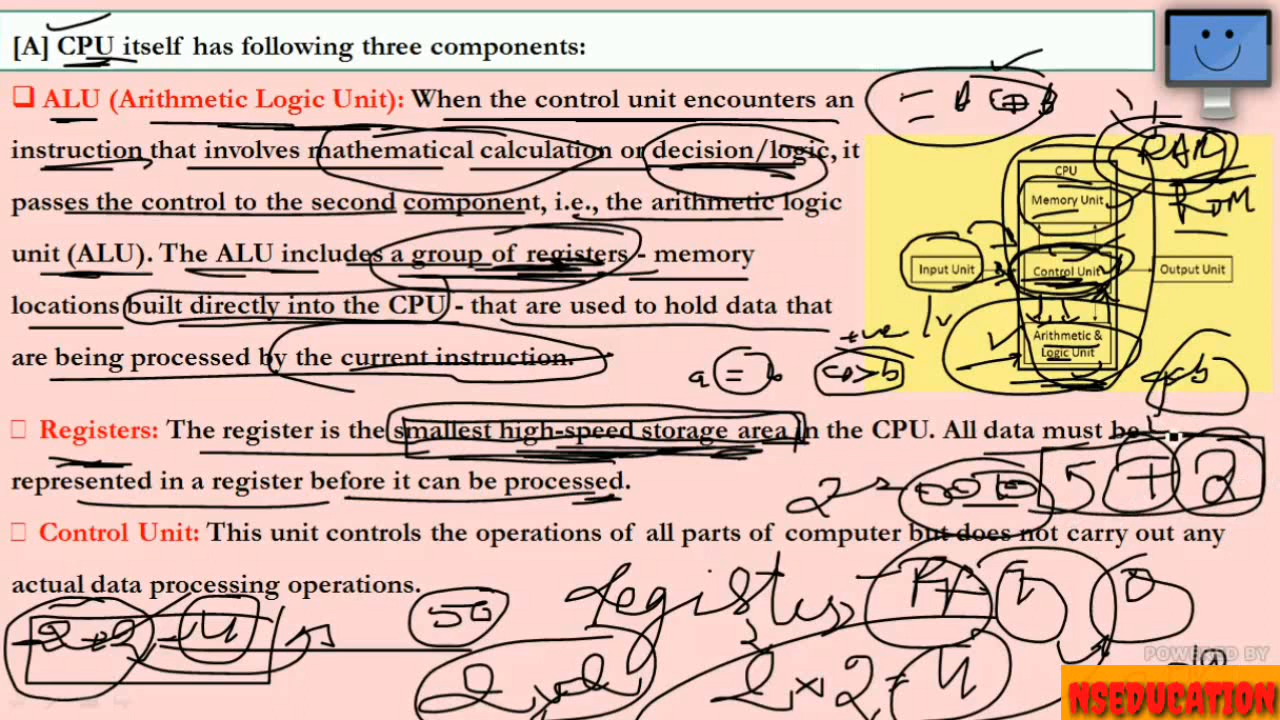 [A] CPU itself has following three components:
ALU (Arithmetic Logic Unit): When the control unit encounters an
instruction that involves mathematical calculation or decision/logic, it
passes the control to the second component, i.e., the arithmetic logic
unit (ALU). The ALU includes a group of registers - memory
locations built directly into the CPU - that are used to hold data that
are being processed by the current instruction.
RAM
ROM
CPU
Memory Unit
Input Unit
Control Unit
Output Unit
Arithmetic &
Logic Unit
a = b
a>b
a<b
Registers: The register is the smallest high-speed storage area in the CPU. All data must be
represented in a register before it can be processed.
5 + 2
Control Unit: This unit controls the operations of all parts of computer but does not carry out any
actual data processing operations.
50
2 × 2 = 4
POWERED BY
NSEDUCATION